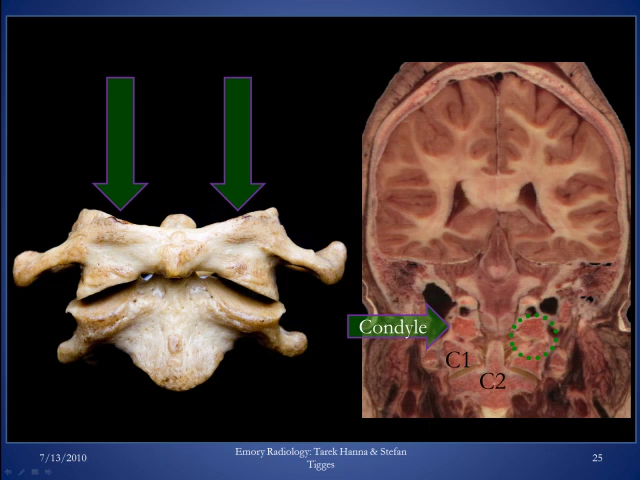 Condyle
C1
C2
7/13/2010
Emory Radiology: Tarek Hanna & Stefan
Tigges
25